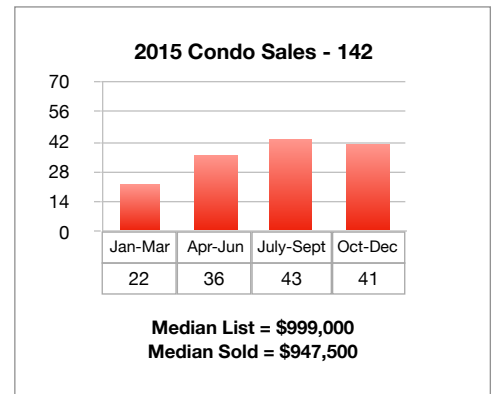 2015 Condo Sales - 142
70
56
42
28
14
0
Jan-Mar Apr-Jun July-Sept Oct-Dec
22 36 43 41
Median List = $999,000
Median Sold = $947,500